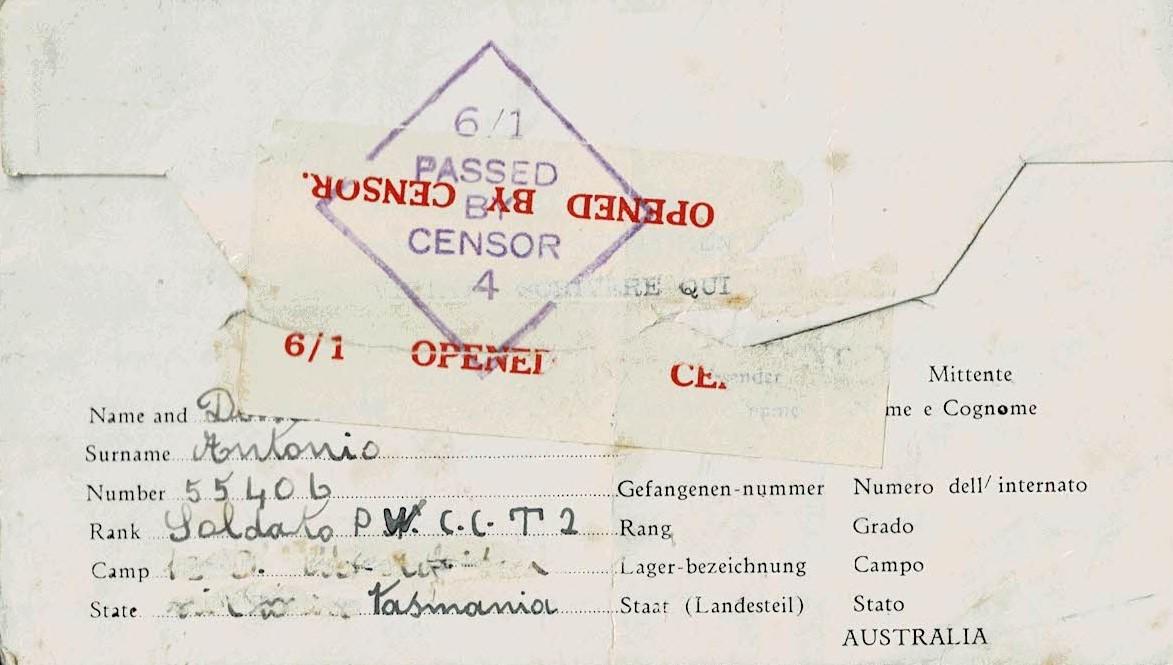 6/1
PASSED
BY
CENSOR
4
OPENED BY CENSOR.
QUI
6/1 OPENED CE
Mittente
Name and me e Cognome
Surname Antonio
Number 55406 Gefangenen-nummer Numero dell' internato
Rank Soldato P.W. C.C. T 2 Rang Grado
Camp Lager-bezeichnung Campo
State Tasmania Staat (Landesteil) Stato
AUSTRALIA